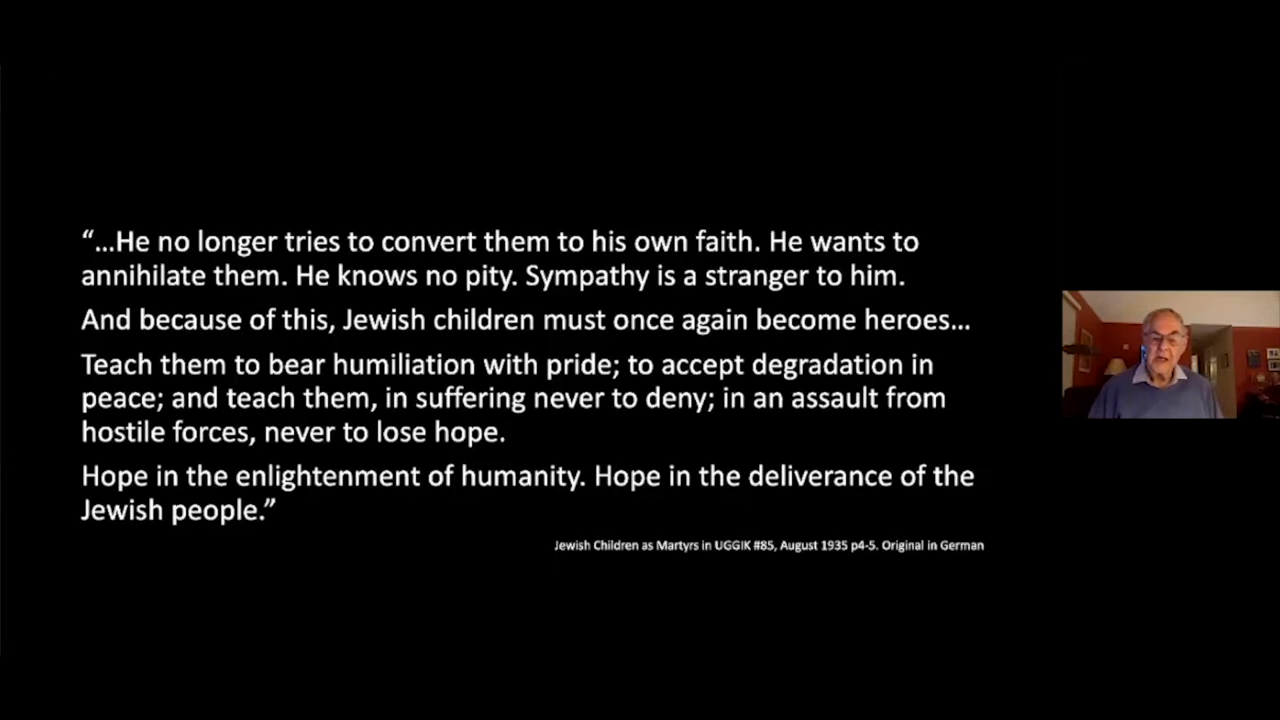 “...He no longer tries to convert them to his own faith. He wants to
annihilate them. He knows no pity. Sympathy is a stranger to him.
And because of this, Jewish children must once again become heroes...
Teach them to bear humiliation with pride; to accept degradation in
peace; and teach them, in suffering never to deny; in an assault from
hostile forces, never to lose hope.
Hope in the enlightenment of humanity. Hope in the deliverance of the
Jewish people.”
Jewish Children as Martyrs in UGGIK #85, August 1935 p4-5. Original in German